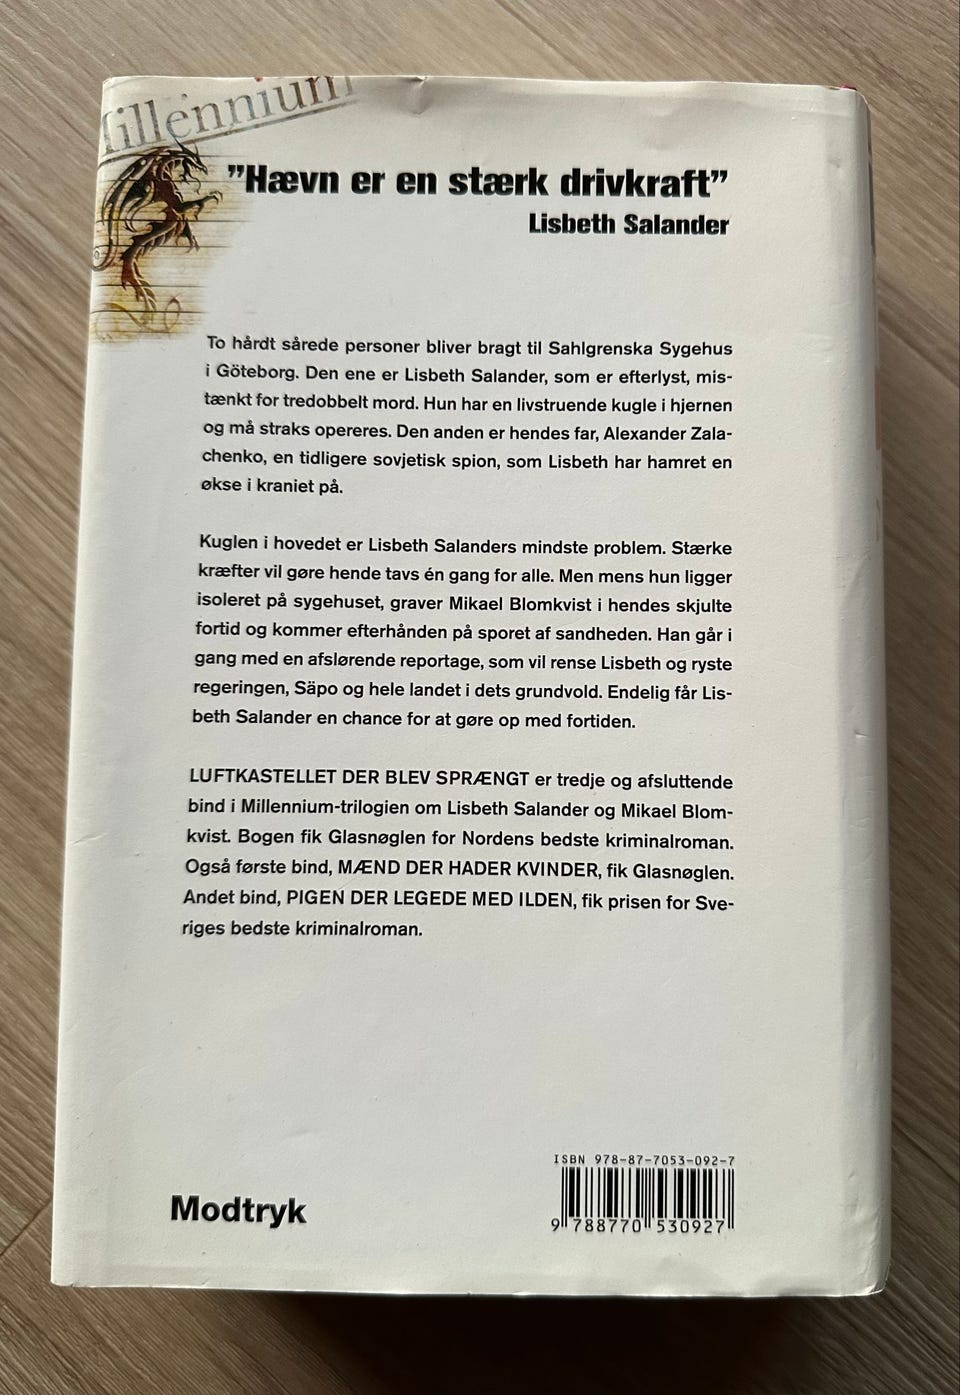 illennium
”Hævn er en stærk drivkraft”
Lisbeth Salander
To hårdt sårede personer bliver bragt til Sahlgrenska Sygehus
i Göteborg. Den ene er Lisbeth Salander, som er efterlyst, mis-
tænkt for tredobbelt mord. Hun har en livstruende kugle i hjernen
og må straks opereres. Den anden er hendes far, Alexander Zala-
chenko, en tidligere sovjetisk spion, som Lisbeth har hamret en
økse i kraniet på.
Kuglen i hovedet er Lisbeth Salanders mindste problem. Stærke
kræfter vil gøre hende tavs én gang for alle. Men mens hun ligger
isoleret på sygehuset, graver Mikael Blomkvist i hendes skjulte
fortid og kommer efterhånden på sporet af sandheden. Han går i
gang med en afslørende reportage, som vil rense Lisbeth og ryste
regeringen, Säpo og hele landet i dets grundvold. Endelig får Lis-
beth Salander en chance for at gøre op med fortiden.
LUFTKASTELLET DER BLEV SPRÆNGT er tredje og afsluttende
bind i Millennium-trilogien om Lisbeth Salander og Mikael Blom-
kvist. Bogen fik Glasnøglen for Nordens bedste kriminalroman.
Også første bind, MÆND DER HADER KVINDER, fik Glasnøglen.
Andet bind, PIGEN DER LEGEDE MED ILDEN, fik prisen for Sve-
riges bedste kriminalroman.
ISBN 978-87-7053-092-7
9 788770 530927
Modtryk